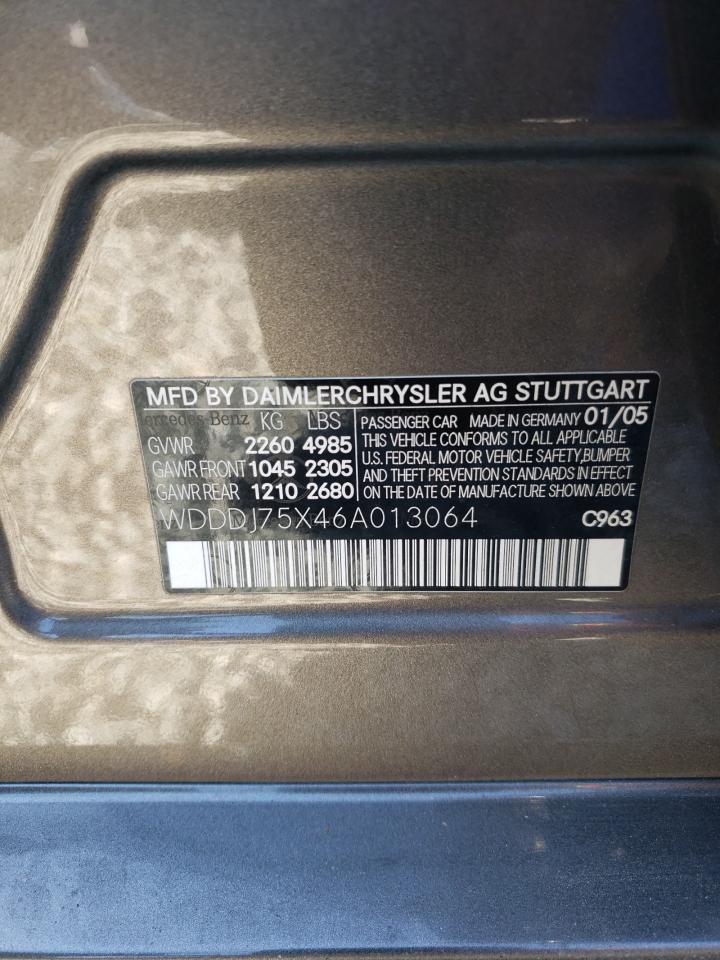 MFD BY DAIMLERCHRYSLER AG STUTTGART
Mercedes-Benz KG LBS
GVWR 2260 4985
GAWR FRONT 1045 2305
GAWR REAR 1210 2680
PASSENGER CAR MADE IN GERMANY 01/05
THIS VEHICLE CONFORMS TO ALL APPLICABLE
U.S. FEDERAL MOTOR VEHICLE SAFETY, BUMPER
AND THEFT PREVENTION STANDARDS IN EFFECT
ON THE DATE OF MANUFACTURE SHOWN ABOVE
WDDDJ75X46A013064 C963